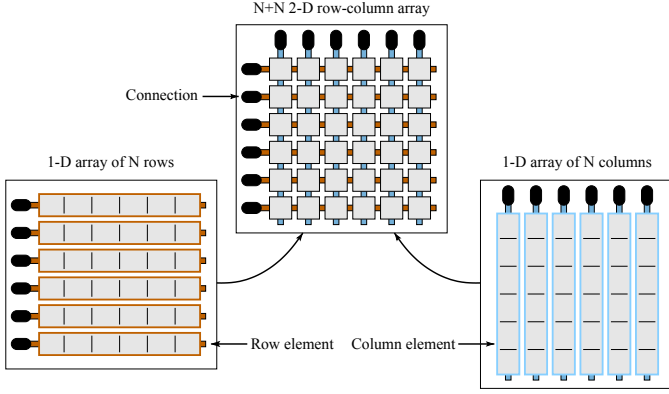 N+N 2-D row-column array
Connection
1-D array of N rows
1-D array of N columns
Row element
Column element